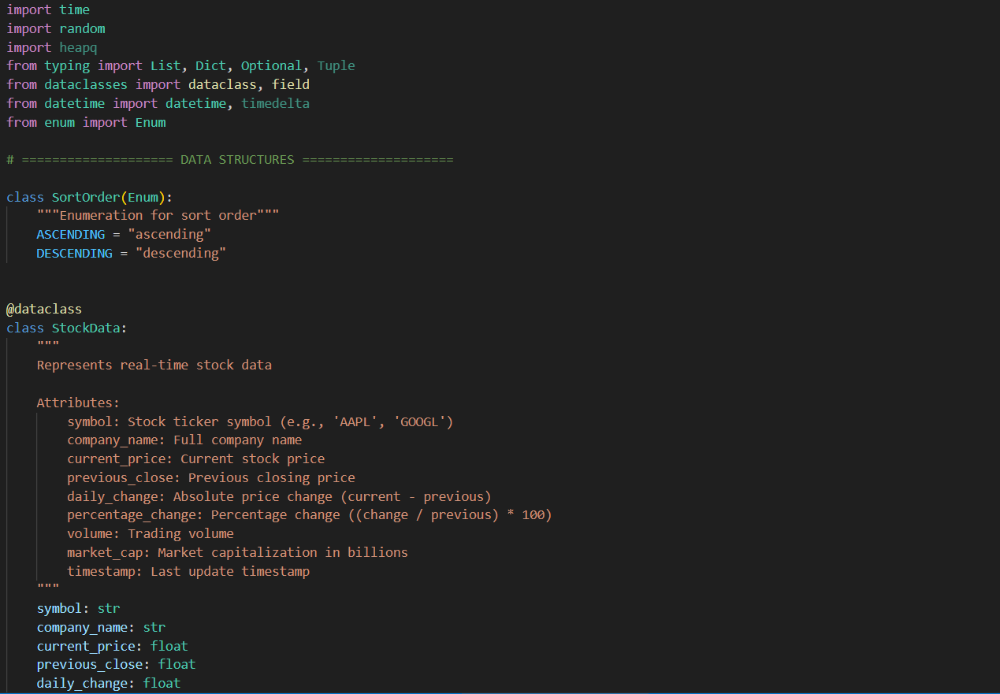 import time
import random
import heapq
from typing import List, Dict, Optional, Tuple
from dataclasses import dataclass, field
from datetime import datetime, timedelta
from enum import Enum
# ==================== DATA STRUCTURES ====================
class SortOrder(Enum):
    """Enumeration for sort order"""
    ASCENDING = "ascending"
    DESCENDING = "descending"
@dataclass
class StockData:
    """
    Represents real-time stock data
    Attributes:
        symbol: Stock ticker symbol (e.g., 'AAPL', 'GOOGL')
        company_name: Full company name
        current_price: Current stock price
        previous_close: Previous closing price
        daily_change: Absolute price change (current - previous)
        percentage_change: Percentage change ((change / previous) * 100)
        volume: Trading volume
        market_cap: Market capitalization in billions
        timestamp: Last update timestamp
    """
    symbol: str
    company_name: str
    current_price: float
    previous_close: float
    daily_change: float